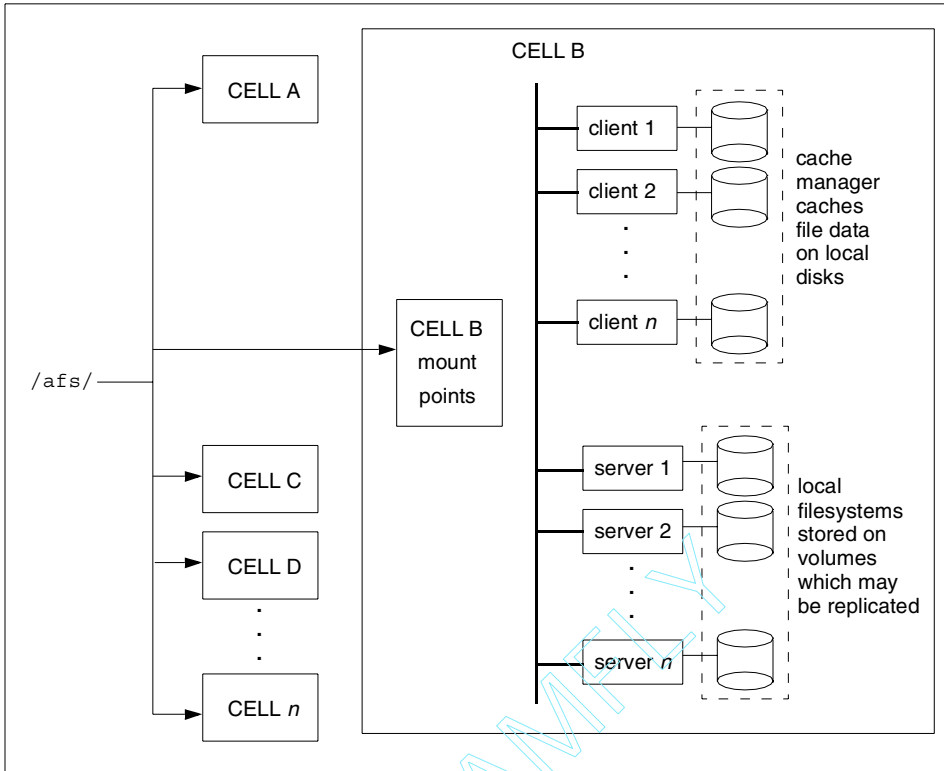 CELL B
CELL A
client 1
cache
manager
caches
file data
on local
disks
client 2
client n
CELL B
mount
points
/afs/
server 1
CELL C
local
filesystems
stored on
volumes
which may
be replicated
server 2
CELL D
server n
CELL n
AMFLY